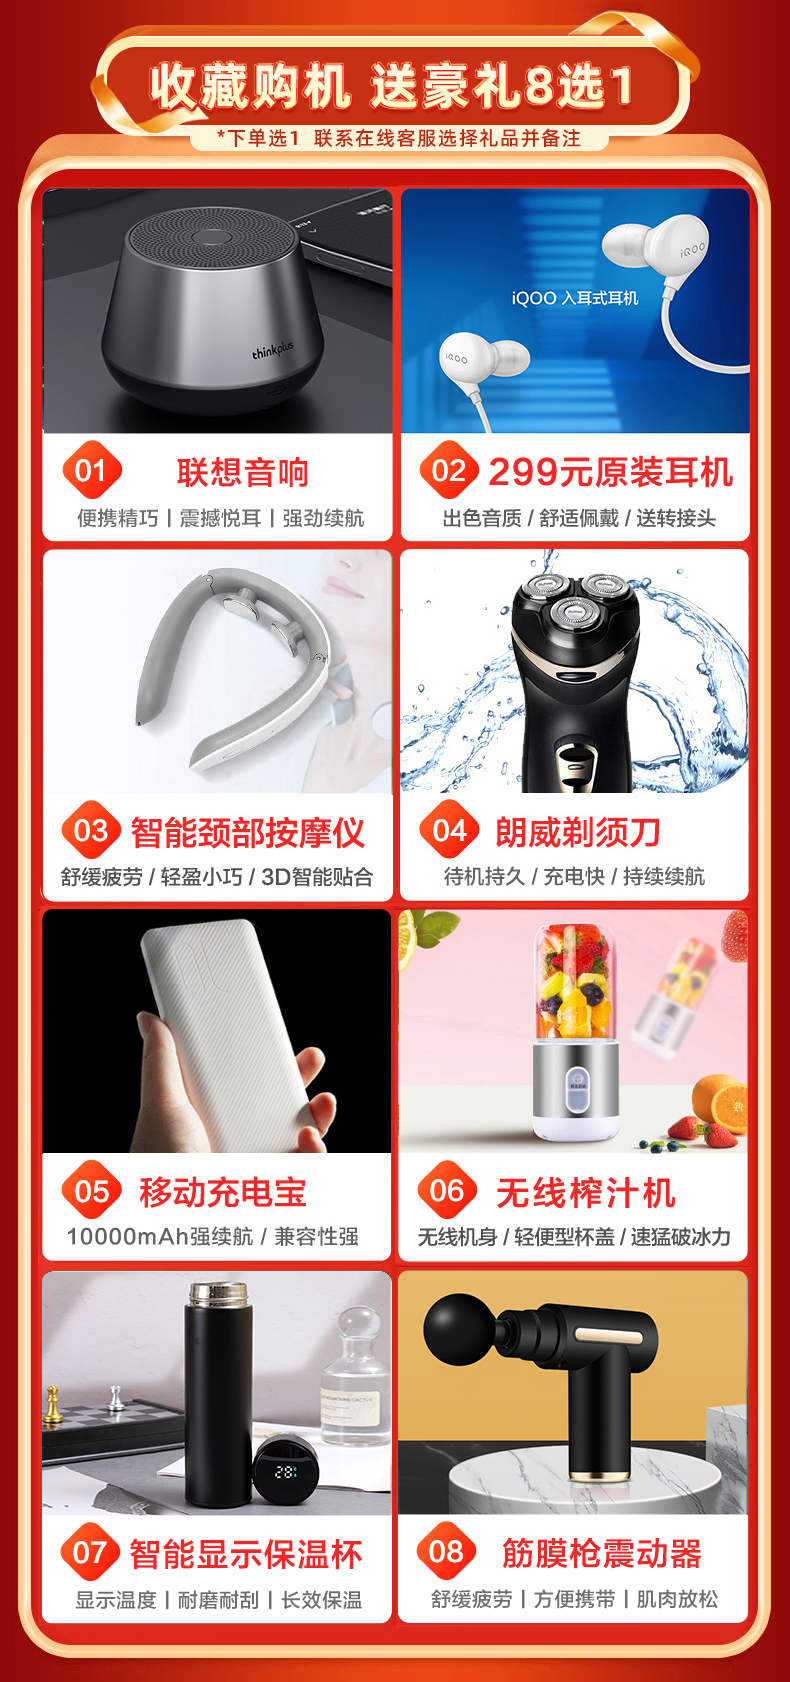 收藏购机 送豪礼8选1
*下单选1 联系在线客服选择礼品并备注
thinkplus
iQOO 入耳式耳机
iQOO
iQOO
01 联想音响
便携精巧丨震撼悦耳丨强劲续航
02 299元原装耳机
出色音质 / 舒适佩戴 / 送转接头
03 智能颈部按摩仪
舒缓疲劳 / 轻盈小巧 / 3D智能贴合
04 朗威剃须刀
待机持久 / 充电快 / 持续续航
05 移动充电宝
10000mAh强续航 / 兼容性强
06 无线榨汁机
无线机身 / 轻便型杯盖 / 速猛破冰力
28°
07 智能显示保温杯
显示温度丨耐磨耐刮丨长效保温
08 筋膜枪震动器
舒缓疲劳丨方便携带丨肌肉放松